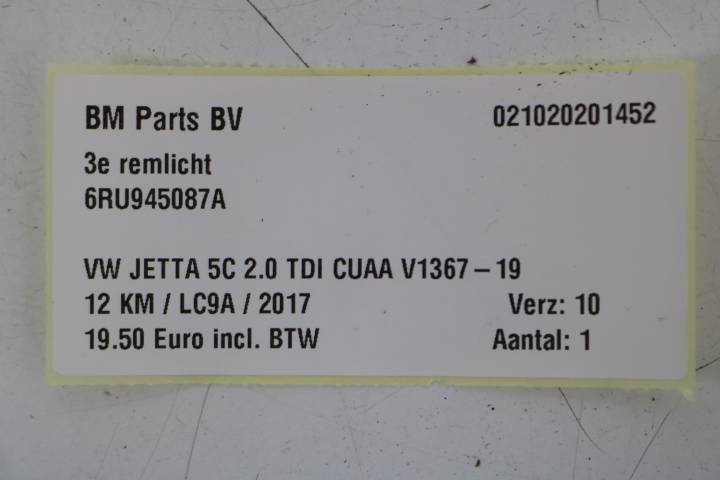 BM Parts BV 021020201452
3e remlicht
6RU945087A
VW JETTA 5C 2.0 TDI CUAA V1367 – 19
12 KM / LC9A / 2017 Verz: 10
19.50 Euro incl. BTW Aantal: 1